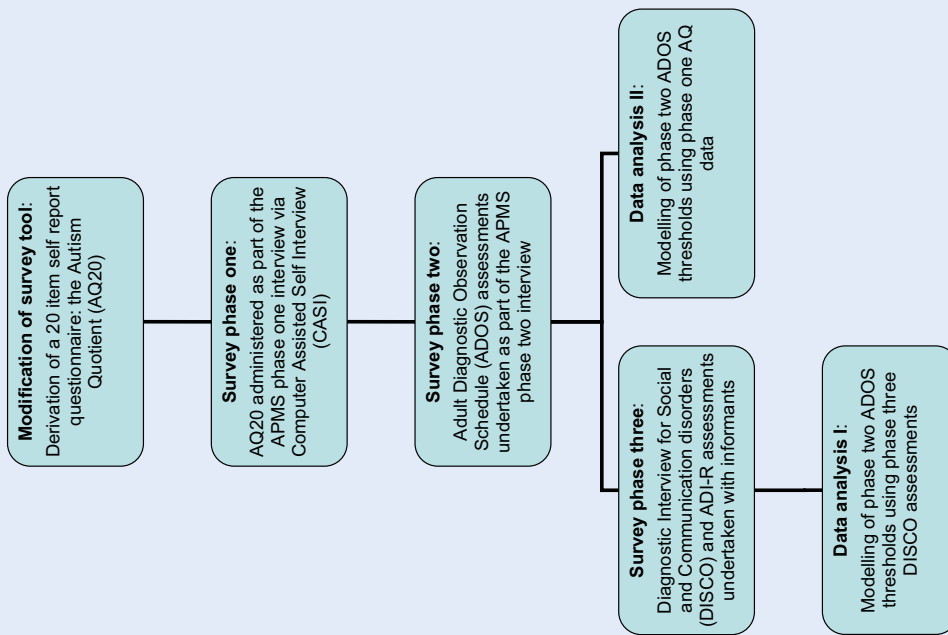 Modification of survey tool:
Derivation of a 20 item self report
questionnaire: the Autism
Quotient (AQ20)
Survey phase one:
AQ20 administered as part of the
APMS phase one interview via
Computer Assisted Self Interview
(CASI)
Survey phase two:
Adult Diagnostic Observation
Schedule (ADOS) assessments
undertaken as part of the APMS
phase two interview
Survey phase three:
Diagnostic Interview for Social
and Communication disorders
(DISCO) and ADI-R assessments
undertaken with informants
Data analysis II:
Modelling of phase two ADOS
thresholds using phase one AQ
data
Data analysis I:
Modelling of phase two ADOS
thresholds using phase three
DISCO assessments